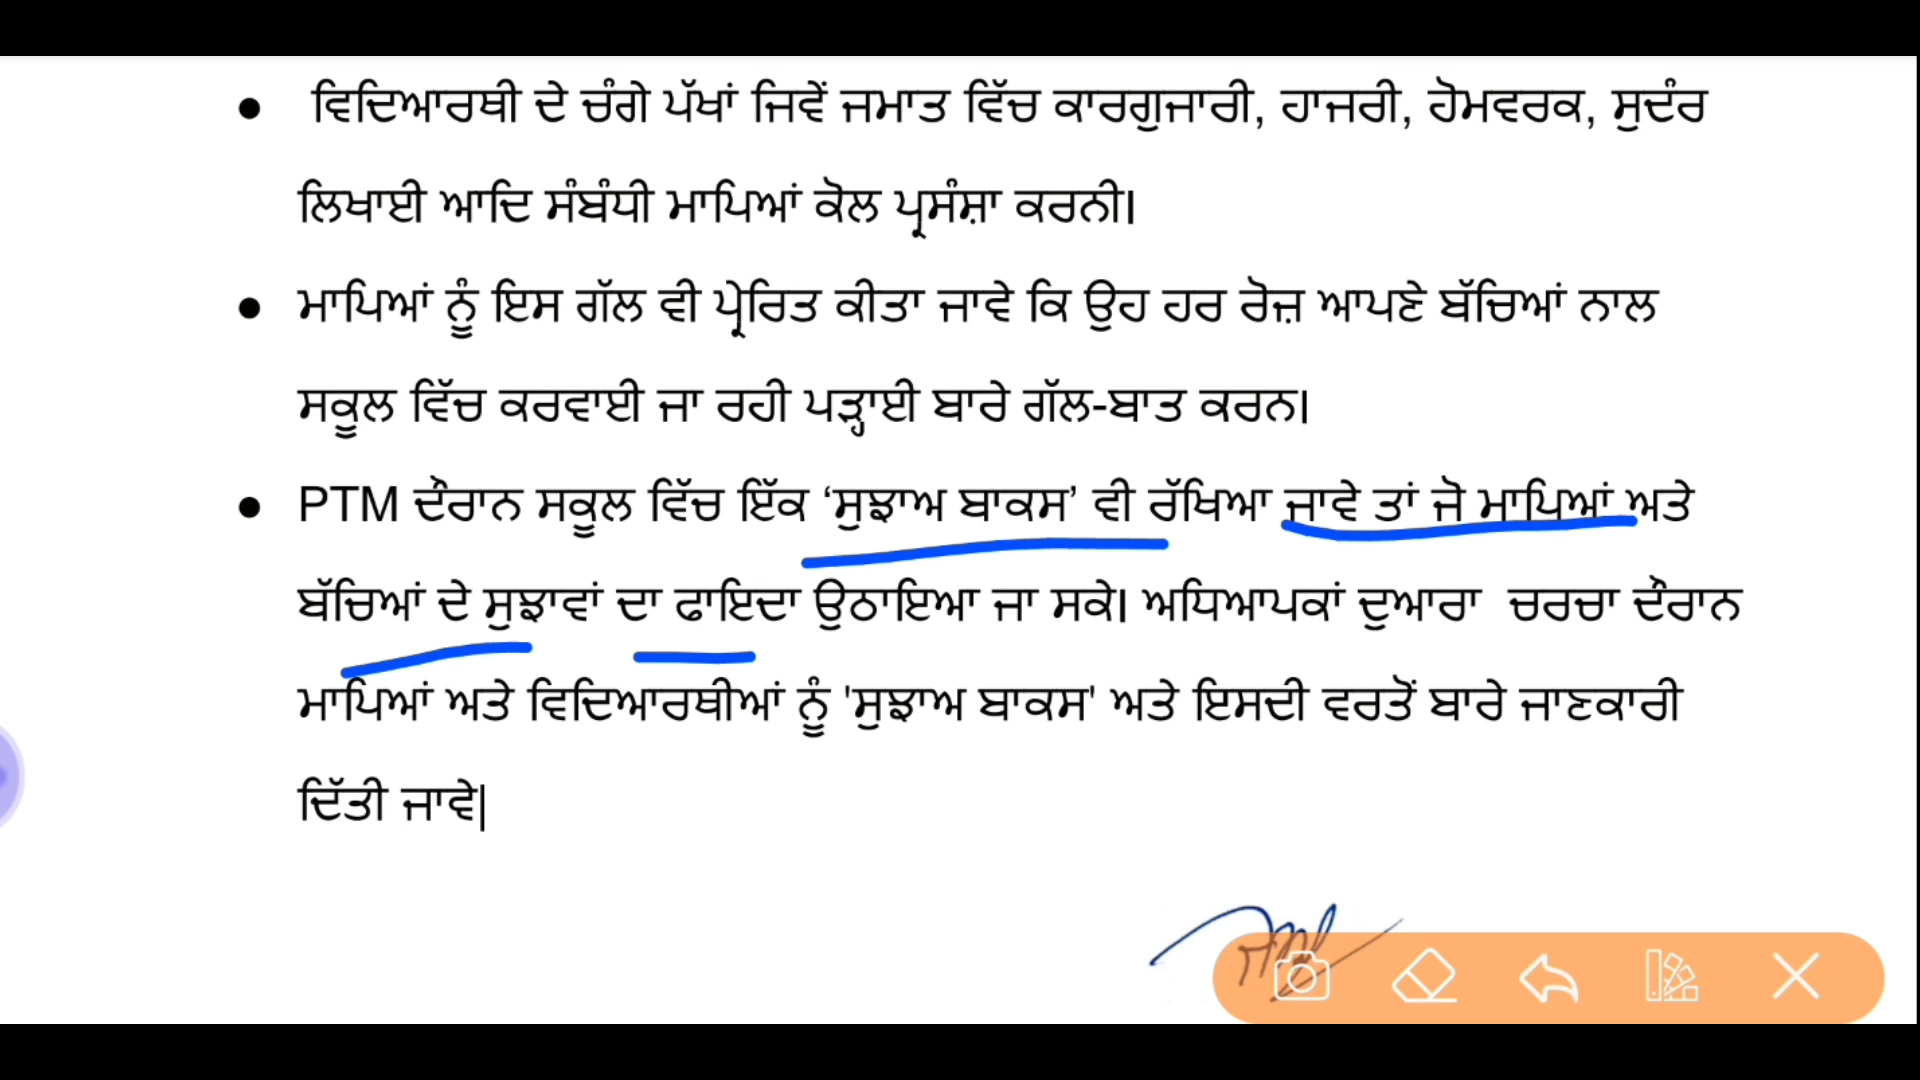 ● ਵਿਦਿਆਰਥੀ ਦੇ ਚੰਗੇ ਪੱਖਾਂ ਜਿਵੇਂ ਜਮਾਤ ਵਿੱਚ ਕਾਰਗੁਜਾਰੀ, ਹਾਜਰੀ, ਹੋਮਵਰਕ, ਸੁਦੰਰ
ਲਿਖਾਈ ਆਦਿ ਸੰਬੰਧੀ ਮਾਪਿਆਂ ਕੋਲ ਪ੍ਰਸੰਸ਼ਾ ਕਰਨੀ।
● ਮਾਪਿਆਂ ਨੂੰ ਇਸ ਗੱਲ ਵੀ ਪ੍ਰੇਰਿਤ ਕੀਤਾ ਜਾਵੇ ਕਿ ਉਹ ਹਰ ਰੋਜ਼ ਆਪਣੇ ਬੱਚਿਆਂ ਨਾਲ
ਸਕੂਲ ਵਿੱਚ ਕਰਵਾਈ ਜਾ ਰਹੀ ਪੜ੍ਹਾਈ ਬਾਰੇ ਗੱਲ-ਬਾਤ ਕਰਨ।
● PTM ਦੌਰਾਨ ਸਕੂਲ ਵਿੱਚ ਇੱਕ ‘ਸੁਝਾਅ ਬਾਕਸ’ ਵੀ ਰੱਖਿਆ ਜਾਵੇ ਤਾਂ ਜੋ ਮਾਪਿਆਂ ਅਤੇ
ਬੱਚਿਆਂ ਦੇ ਸੁਝਾਵਾਂ ਦਾ ਫਾਇਦਾ ਉਠਾਇਆ ਜਾ ਸਕੇ। ਅਧਿਆਪਕਾਂ ਦੁਆਰਾ ਚਰਚਾ ਦੌਰਾਨ
ਮਾਪਿਆਂ ਅਤੇ ਵਿਦਿਆਰਥੀਆਂ ਨੂੰ 'ਸੁਝਾਅ ਬਾਕਸ' ਅਤੇ ਇਸਦੀ ਵਰਤੋਂ ਬਾਰੇ ਜਾਣਕਾਰੀ
ਦਿੱਤੀ ਜਾਵੇ|